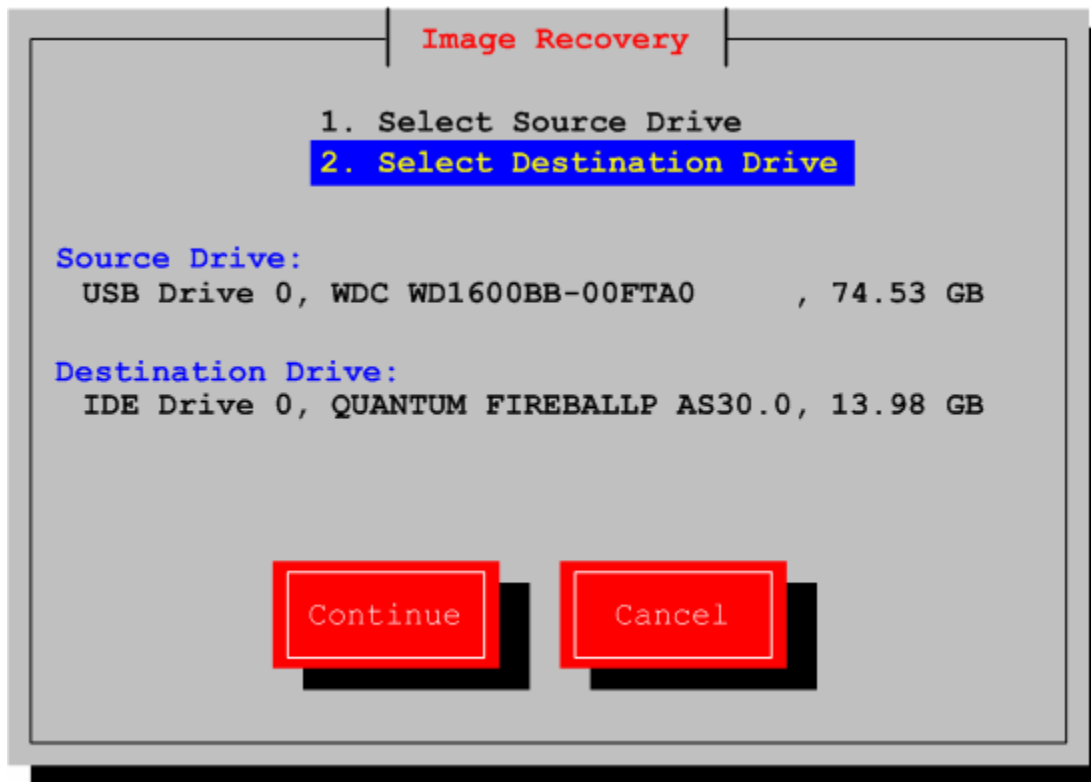 Image Recovery
1. Select Source Drive
2. Select Destination Drive
Source Drive:
USB Drive 0, WDC WD1600BB-00FTA0      , 74.53 GB
Destination Drive:
IDE Drive 0, QUANTUM FIREBALLP AS30.0, 13.98 GB
Continue Cancel